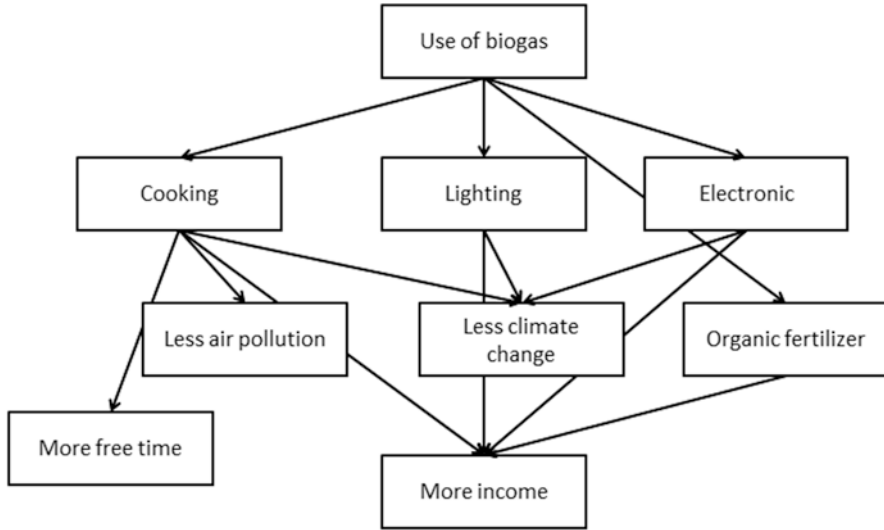 Use of biogas
Cooking
Lighting
Electronic
Less air pollution
Less climate
change
Organic fertilizer
More free time
More income